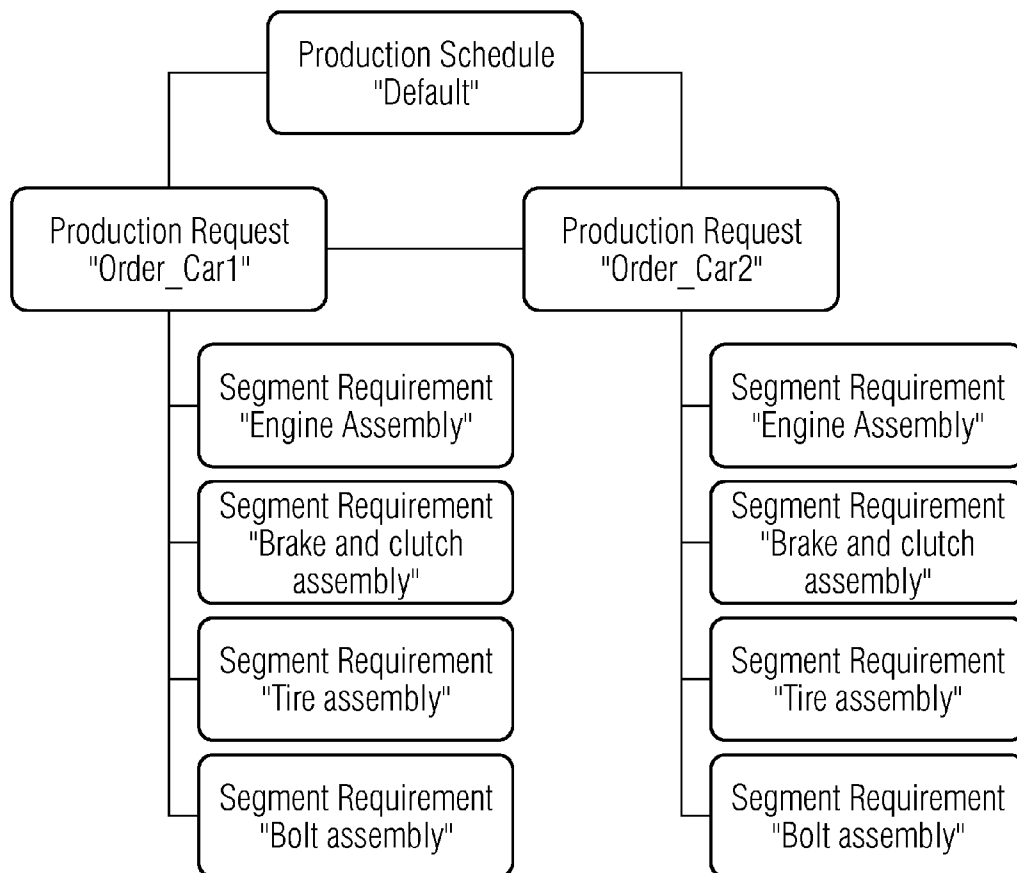 Production Schedule
"Default"
Production Request
"Order_Car1"
Production Request
"Order_Car2"
Segment Requirement
"Engine Assembly"
Segment Requirement
"Brake and clutch
assembly"
Segment Requirement
"Tire assembly"
Segment Requirement
"Bolt assembly"
Segment Requirement
"Engine Assembly"
Segment Requirement
"Brake and clutch
assembly"
Segment Requirement
"Tire assembly"
Segment Requirement
"Bolt assembly"